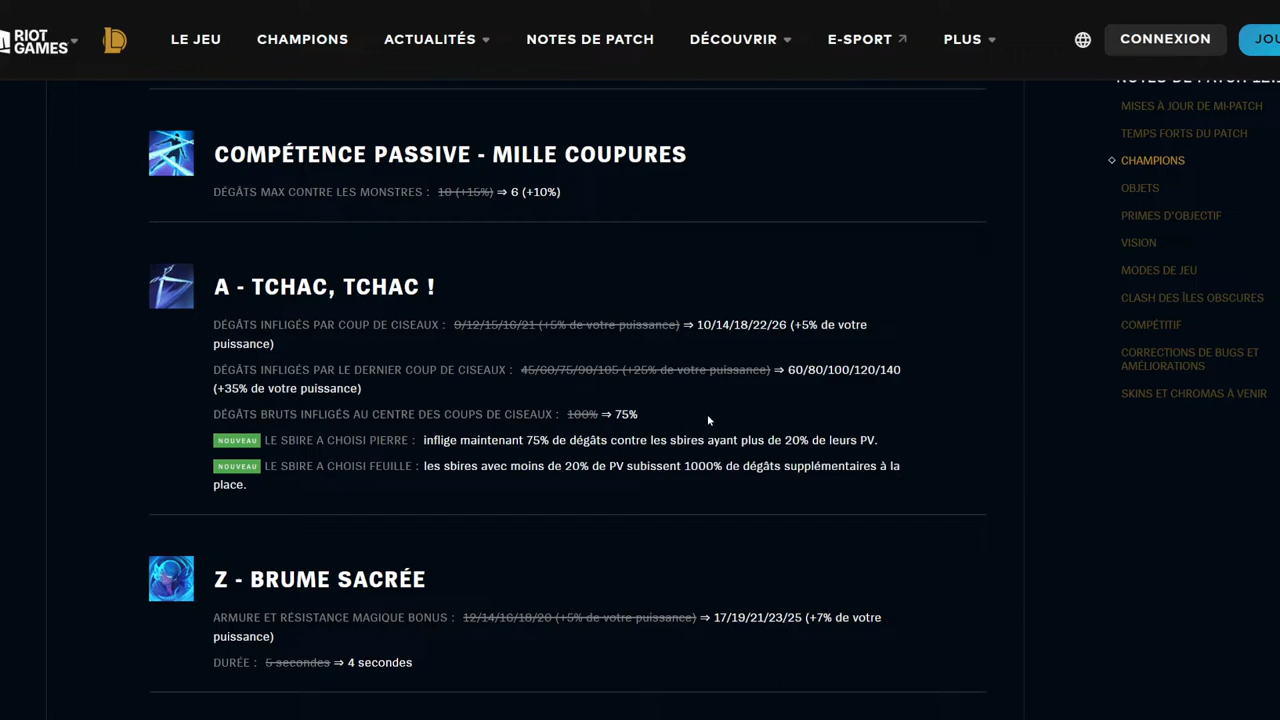 RIOT GAMES
LE JEU
CHAMPIONS
ACTUALITÉS
NOTES DE PATCH
DÉCOUVRIR
E-SPORT
PLUS
CONNEXION
COMPÉTENCE PASSIVE - MILLE COUPURES
DÉGÂTS MAX CONTRE LES MONSTRES : 10 (+15%) ⇒ 6 (+10%)
A - TCHAC, TCHAC !
DÉGÂTS INFLIGÉS PAR COUP DE CISEAUX : (+5% de votre puissance) ⇒ 10/14/18/22/26 (+5% de votre
puissance)
DÉGÂTS INFLIGÉS PAR LE DERNIER COUP DE CISEAUX : 45/60/75/90/105 (+25% de votre puissance) ⇒ 60/80/100/120/140
(+35% de votre puissance)
DÉGÂTS BRUTS INFLIGÉS AU CENTRE DES COUPS DE CISEAUX : 100% ⇒ 75%
NOUVEAU LE SBIRE A CHOISI PIERRE : inflige maintenant 75% de dégâts contre les sbires ayant plus de 20% de leurs PV.
NOUVEAU LE SBIRE A CHOISI FEUILLE : les sbires avec moins de 20% de PV subissent 1000% de dégâts supplémentaires à la
place.
Z - BRUME SACRÉE
ARMURE ET RÉSISTANCE MAGIQUE BONUS : 12/14/16/18/20 (+5% de votre puissance) ⇒ 17/19/21/23/25 (+7% de votre
puissance)
DURÉE : 5 secondes ⇒ 4 secondes
MISES À JOUR DE MI-PATCH
TEMPS FORTS DU PATCH
CHAMPIONS
OBJETS
PRIMES D'OBJECTIF
VISION
MODES DE JEU
CLASH DES ÎLES OBSCURES
COMPÉTITIF
CORRECTIONS DE BUGS ET
AMÉLIORATIONS
SKINS ET CHROMAS À VENIR